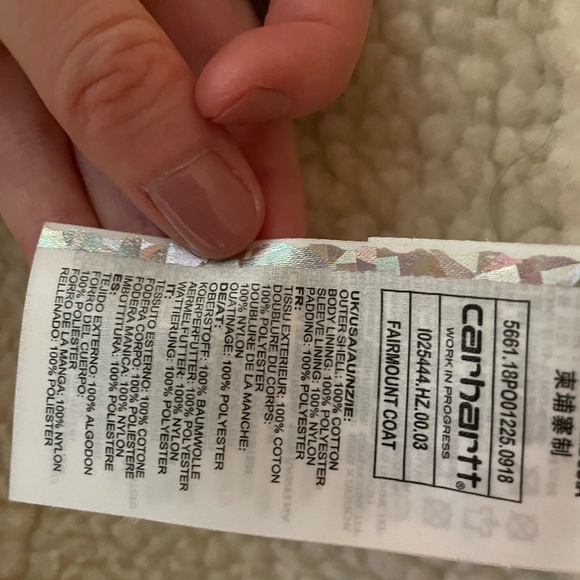 柬埔寨制
5661.18PO01225.0918
carhartt®
WORK IN PROGRESS
I025444.HZ.00.03
FAIRMOUNT COAT
UK/USA/AU/NZ/IE:
OUTER SHELL: 100% COTTON
BODY LINING: 100% POLYESTER
SLEEVE LINING: 100% NYLON
PADDING: 100% POLYESTER
FR:
TISSU EXTERIEUR: 100% COTON
DOUBLURE DU CORPS:
100% POLYESTER
DOUBLURE DE LA MANCHE:
100% NYLON
OUATINAGE: 100% POLYESTER
DE/AT:
OBERSTOFF: 100% BAUMWOLLE
KOERPERFUTTER: 100% POLYESTER
AERMELFUTTER: 100% NYLON
WATTIERUNG: 100% POLYESTER
IT:
TESSUTO ESTERNO: 100% COTONE
FODERA CORPO: 100% POLIESTERE
FODERA MANICA: 100% NYLON
IMBOTTITURA: 100% POLIESTERE
ES:
TEJIDO EXTERNO: 100% ALGODON
FORRO DEL CUERPO:
100% POLIESTER
FORRO DE LA MANGA: 100% NYLON
RELLENO: 100% POLIESTER